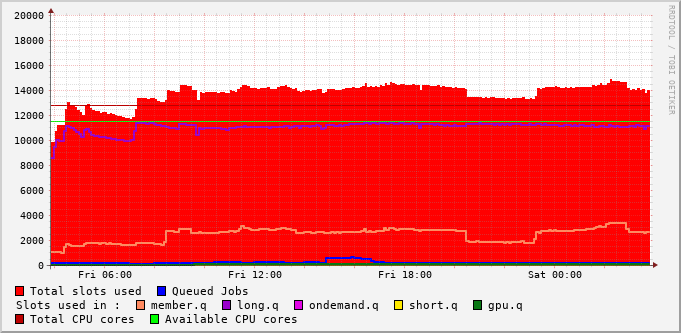 RRDTOOL / TOBI OETIKER
20000
18000
16000
14000
12000
10000
8000
6000
4000
2000
0
Fri 06:00 Fri 12:00 Fri 18:00 Sat 00:00
Total slots used Queued Jobs
Slots used in : member.q long.q ondemand.q short.q gpu.q
Total CPU cores Available CPU cores